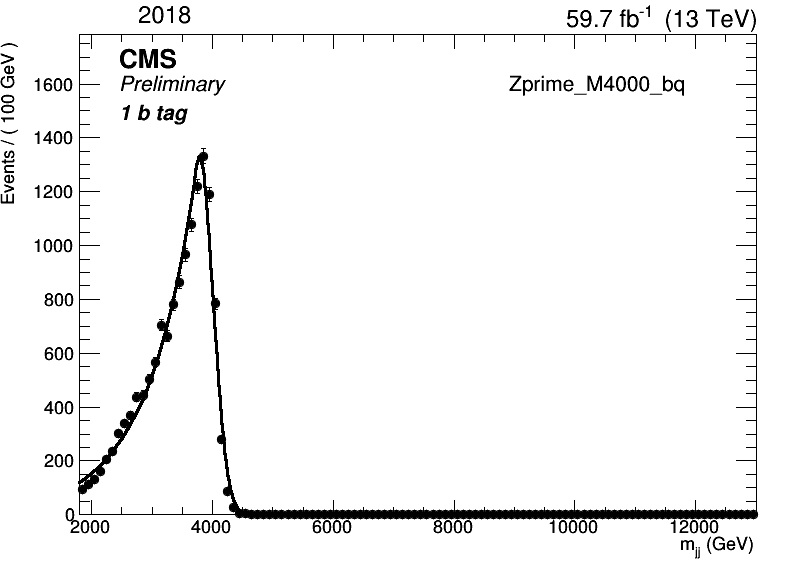 2018
59.7 fb-1 (13 TeV)
CMS
Preliminary
1 b tag
Zprime_M4000_bq
Events / ( 100 GeV )
1600
1400
1200
1000
800
600
400
200
0
2000 4000 6000 8000 10000 12000
mjj (GeV)